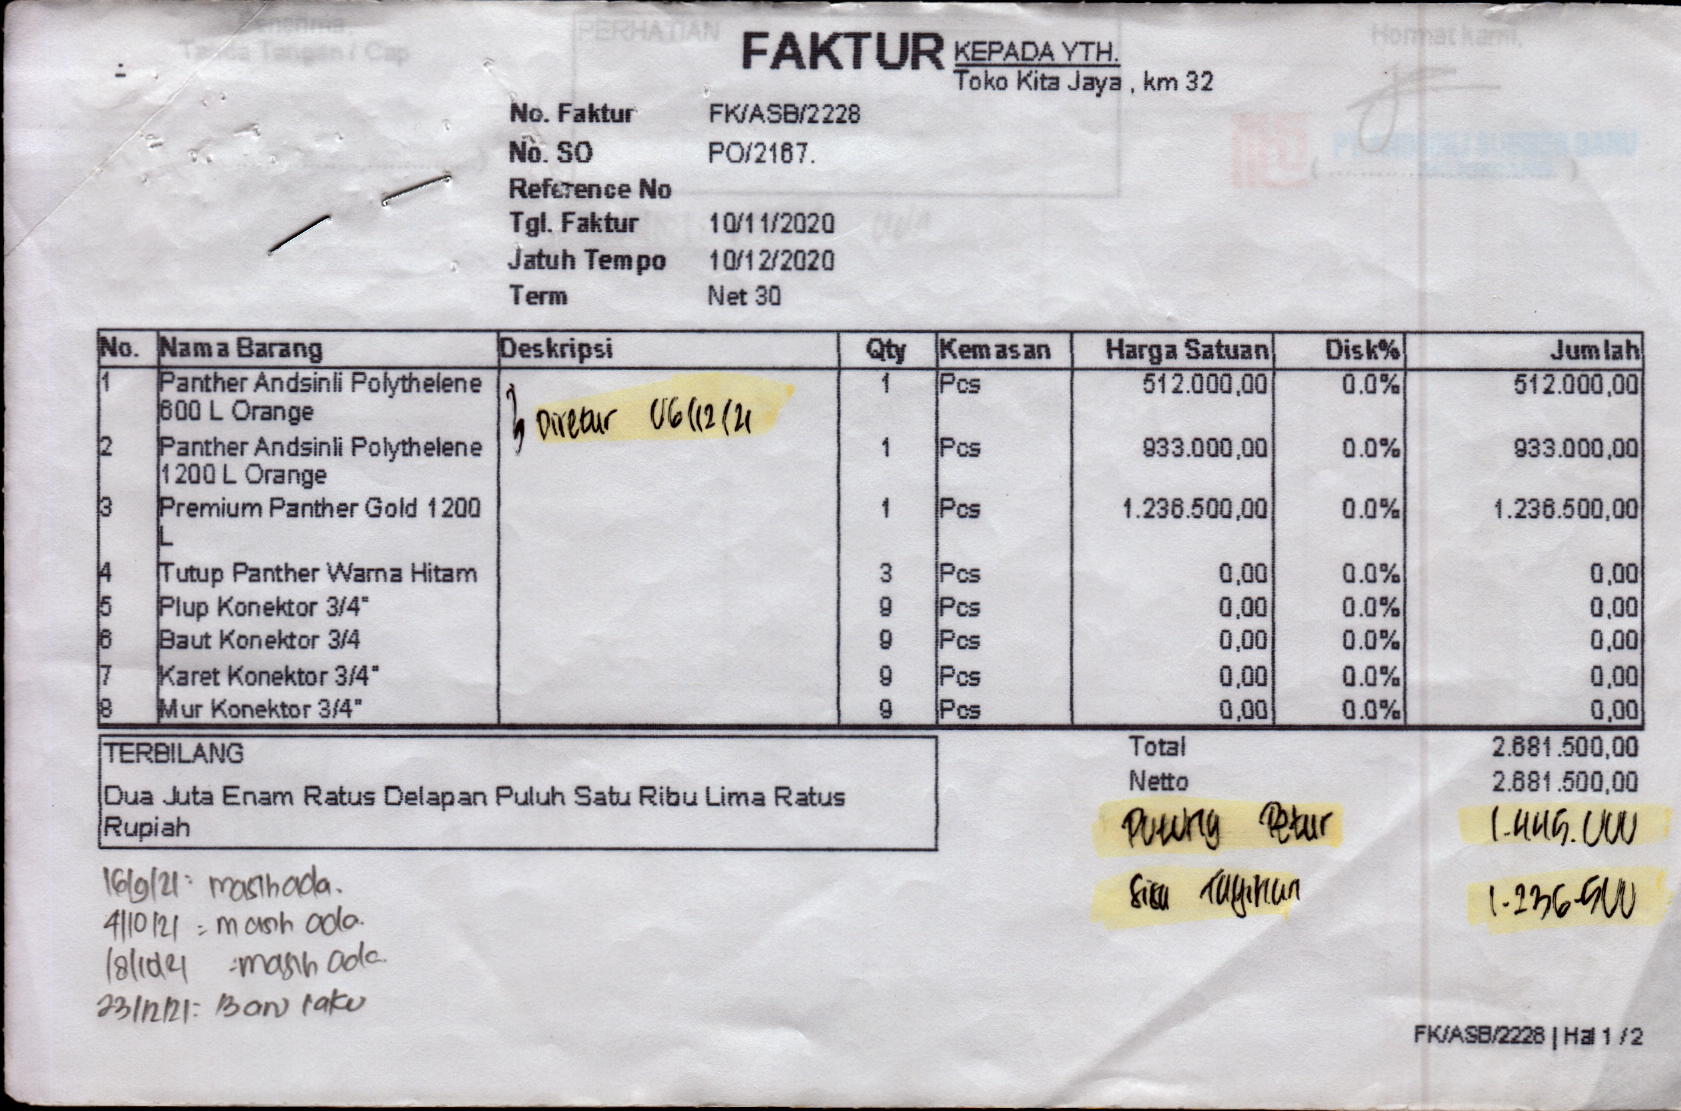 FAKTUR KEPADA YTH.
Toko Kita Jaya , km 32
No. Faktur FK/ASB/2228
No. SO PO/2167.
Reference No
Tgl. Faktur 10/11/2020
Jatuh Tempo 10/12/2020
Term Net 30
No. Nama Barang Deskripsi Qty Kemasan Harga Satuan Disk% Jumlah
1 Panther Andsinli Polythelene 1 Pcs 512.000,00 0.0% 512.000,00
600 L Orange
Diretur 06/12/21
2 Panther Andsinli Polythelene 1 Pcs 933.000,00 0.0% 933.000,00
1200 L Orange
3 Premium Panther Gold 1200 1 Pcs 1.236.500,00 0.0% 1.236.500,00
L
4 Tutup Panther Warna Hitam 3 Pcs 0,00 0.0% 0,00
5 Plup Konektor 3/4" 9 Pcs 0,00 0.0% 0,00
6 Baut Konektor 3/4 9 Pcs 0,00 0.0% 0,00
7 Karet Konektor 3/4" 9 Pcs 0,00 0.0% 0,00
8 Mur Konektor 3/4" 9 Pcs 0,00 0.0% 0,00
TERBILANG
Dua Juta Enam Ratus Delapan Puluh Satu Ribu Lima Ratus
Rupiah
Total 2.681.500,00
Netto 2.681.500,00
Potong Retur 1.445.000
Sisa Tagihan 1.236.500
16/9/21: masih ada.
4/10/21 : masih ada.
18/10/21 : masih ada.
23/12/21: Baru laku
FK/ASB/2228 | Hal 1 / 2